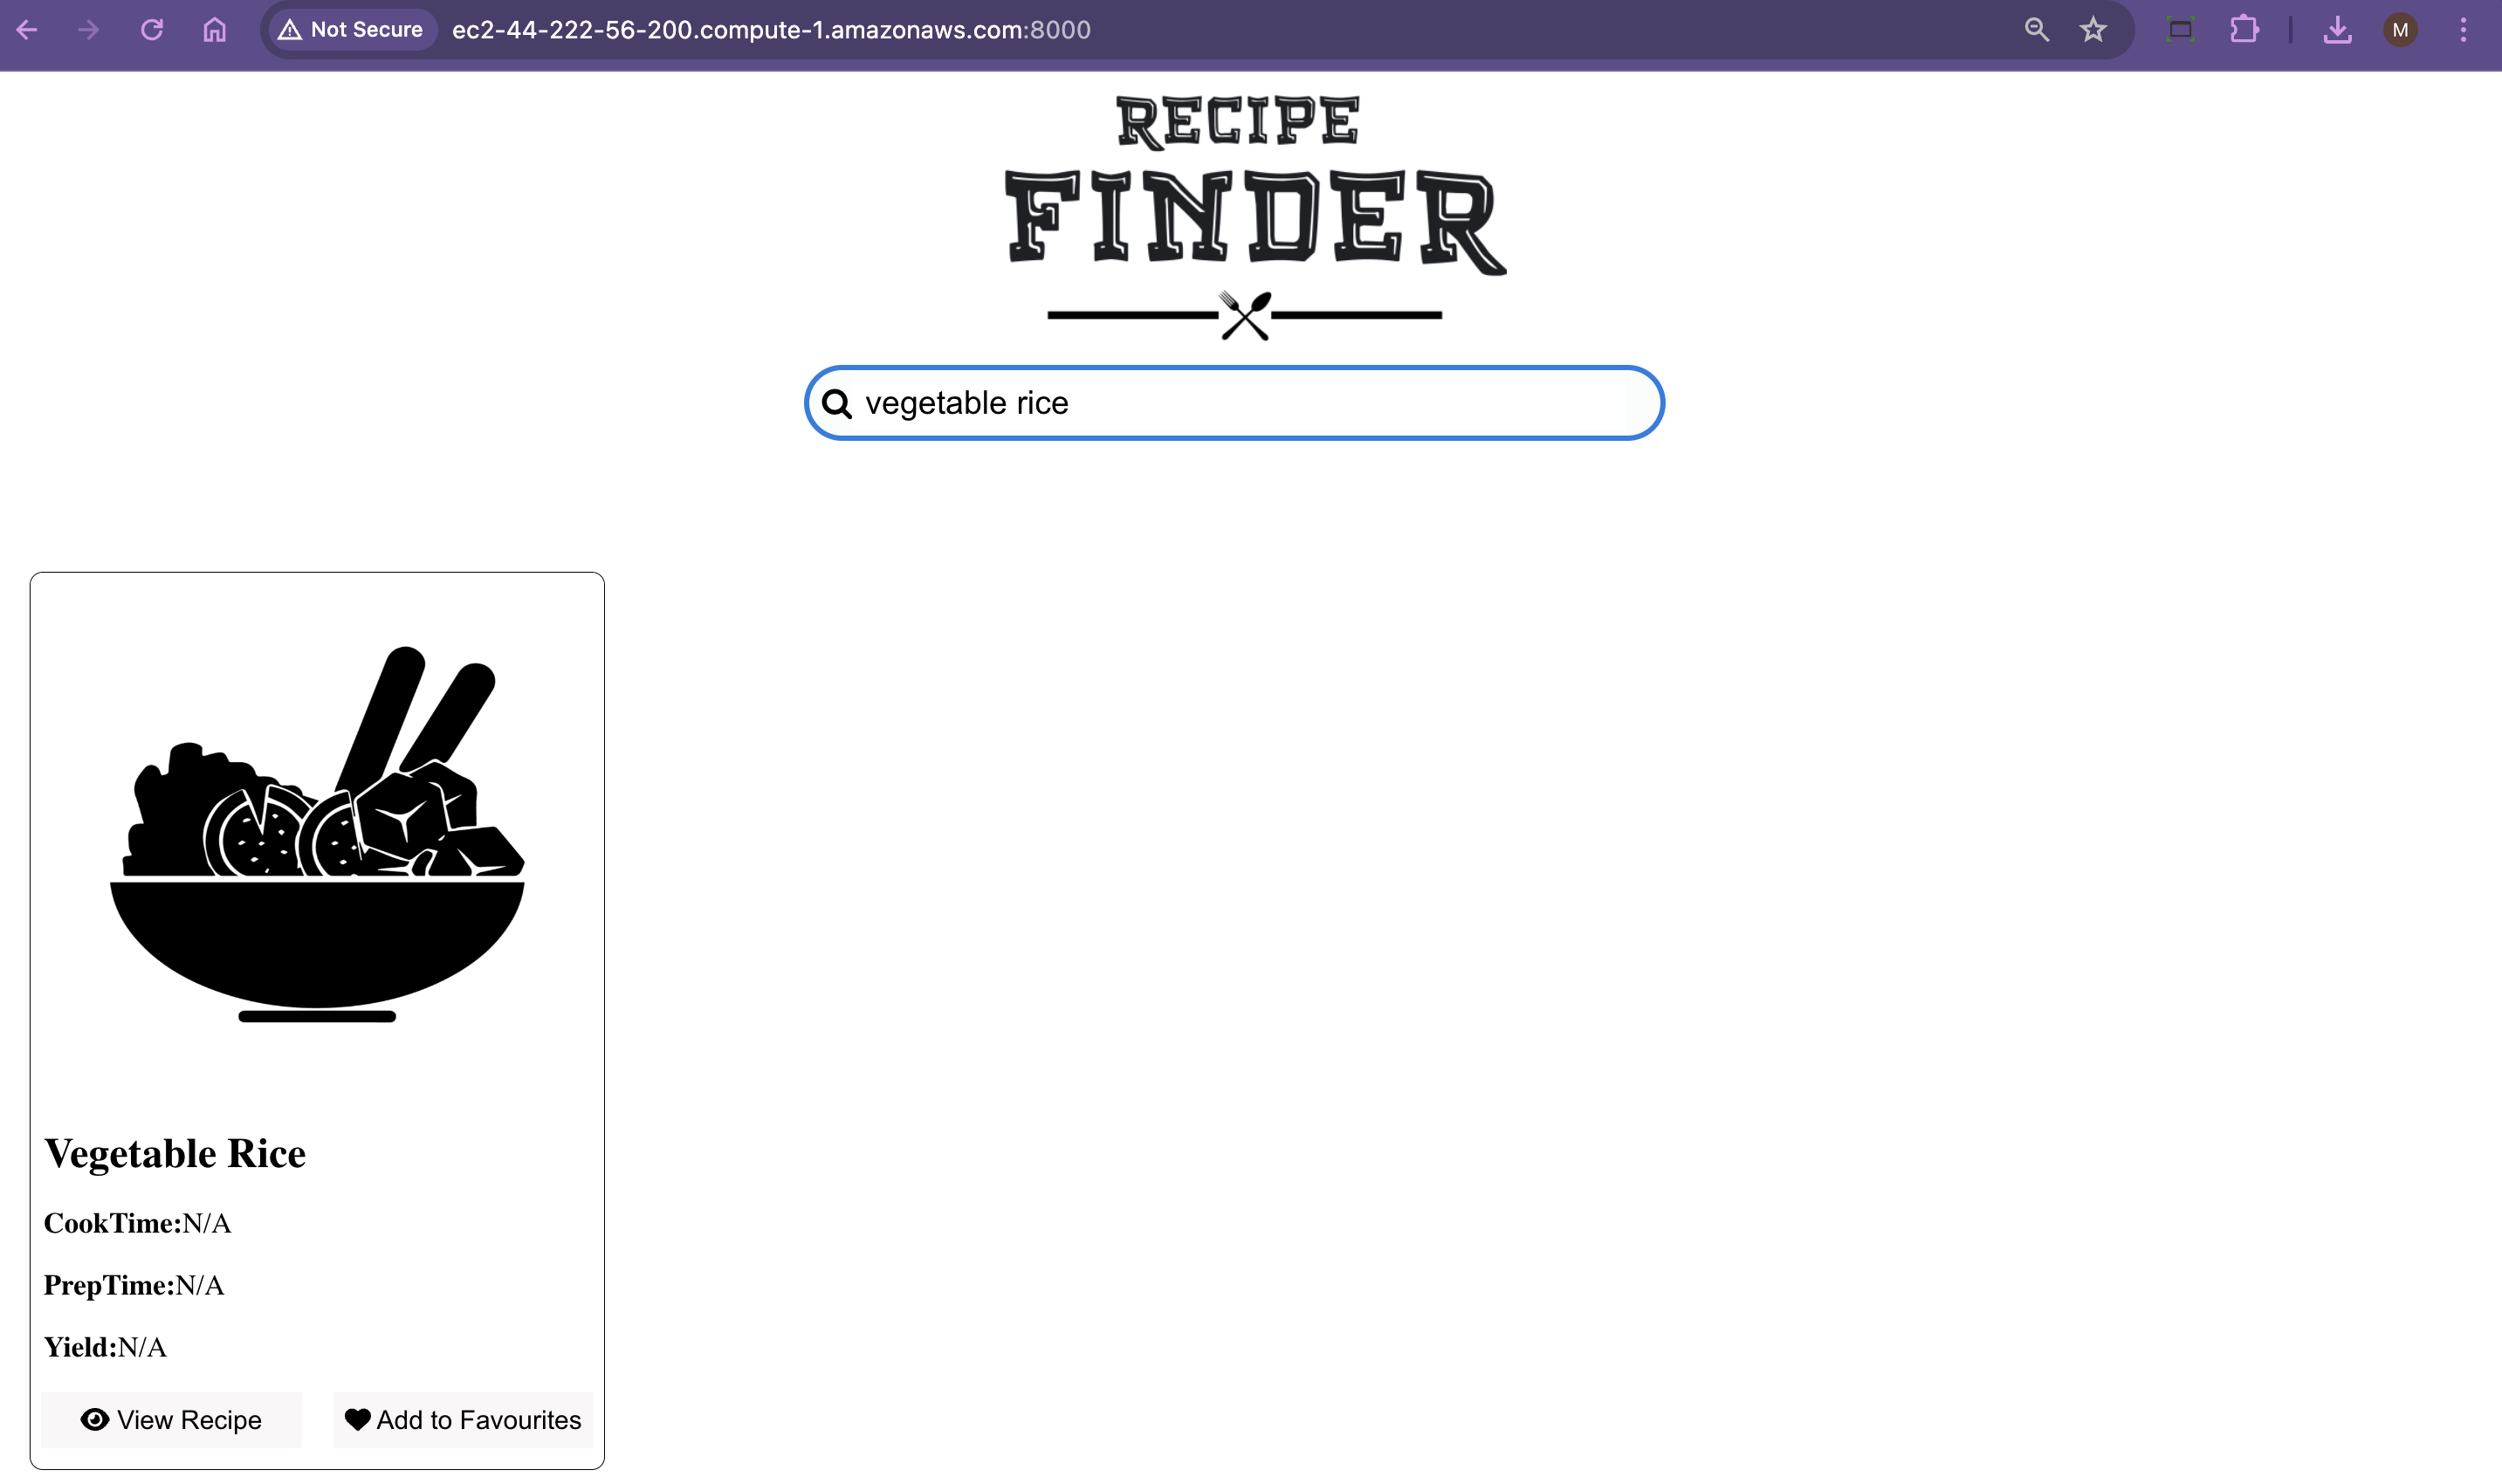 Not Secure ec2-44-222-56-200.compute-1.amazonaws.com:8000 M
RECIPE
FINDER
vegetable rice
Vegetable Rice
CookTime:N/A
PrepTime:N/A
Yield:N/A
View Recipe Add to Favourites